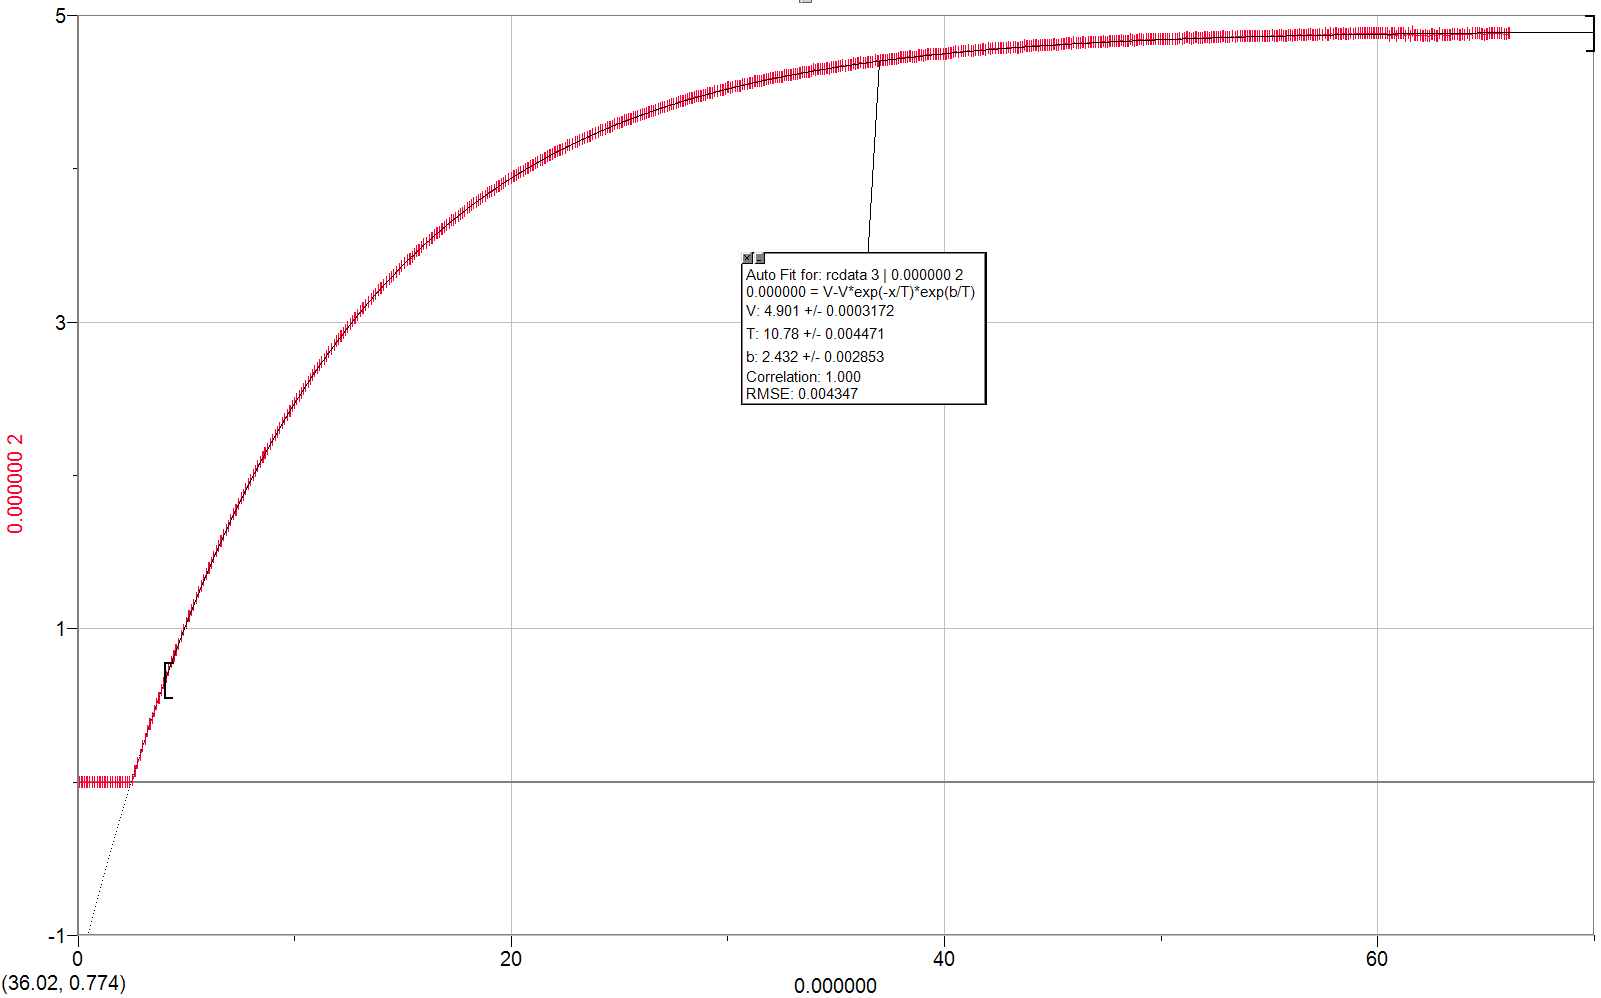 5
3
1
-1
0.000000 2
Auto Fit for: rcdata 3 | 0.000000 2
0.000000 = V-V*exp(-x/T)*exp(b/T)
V: 4.901 +/- 0.0003172
T: 10.78 +/- 0.004471
b: 2.432 +/- 0.002853
Correlation: 1.000
RMSE: 0.004347
0 20 40 60
(36.02, 0.774)
0.000000